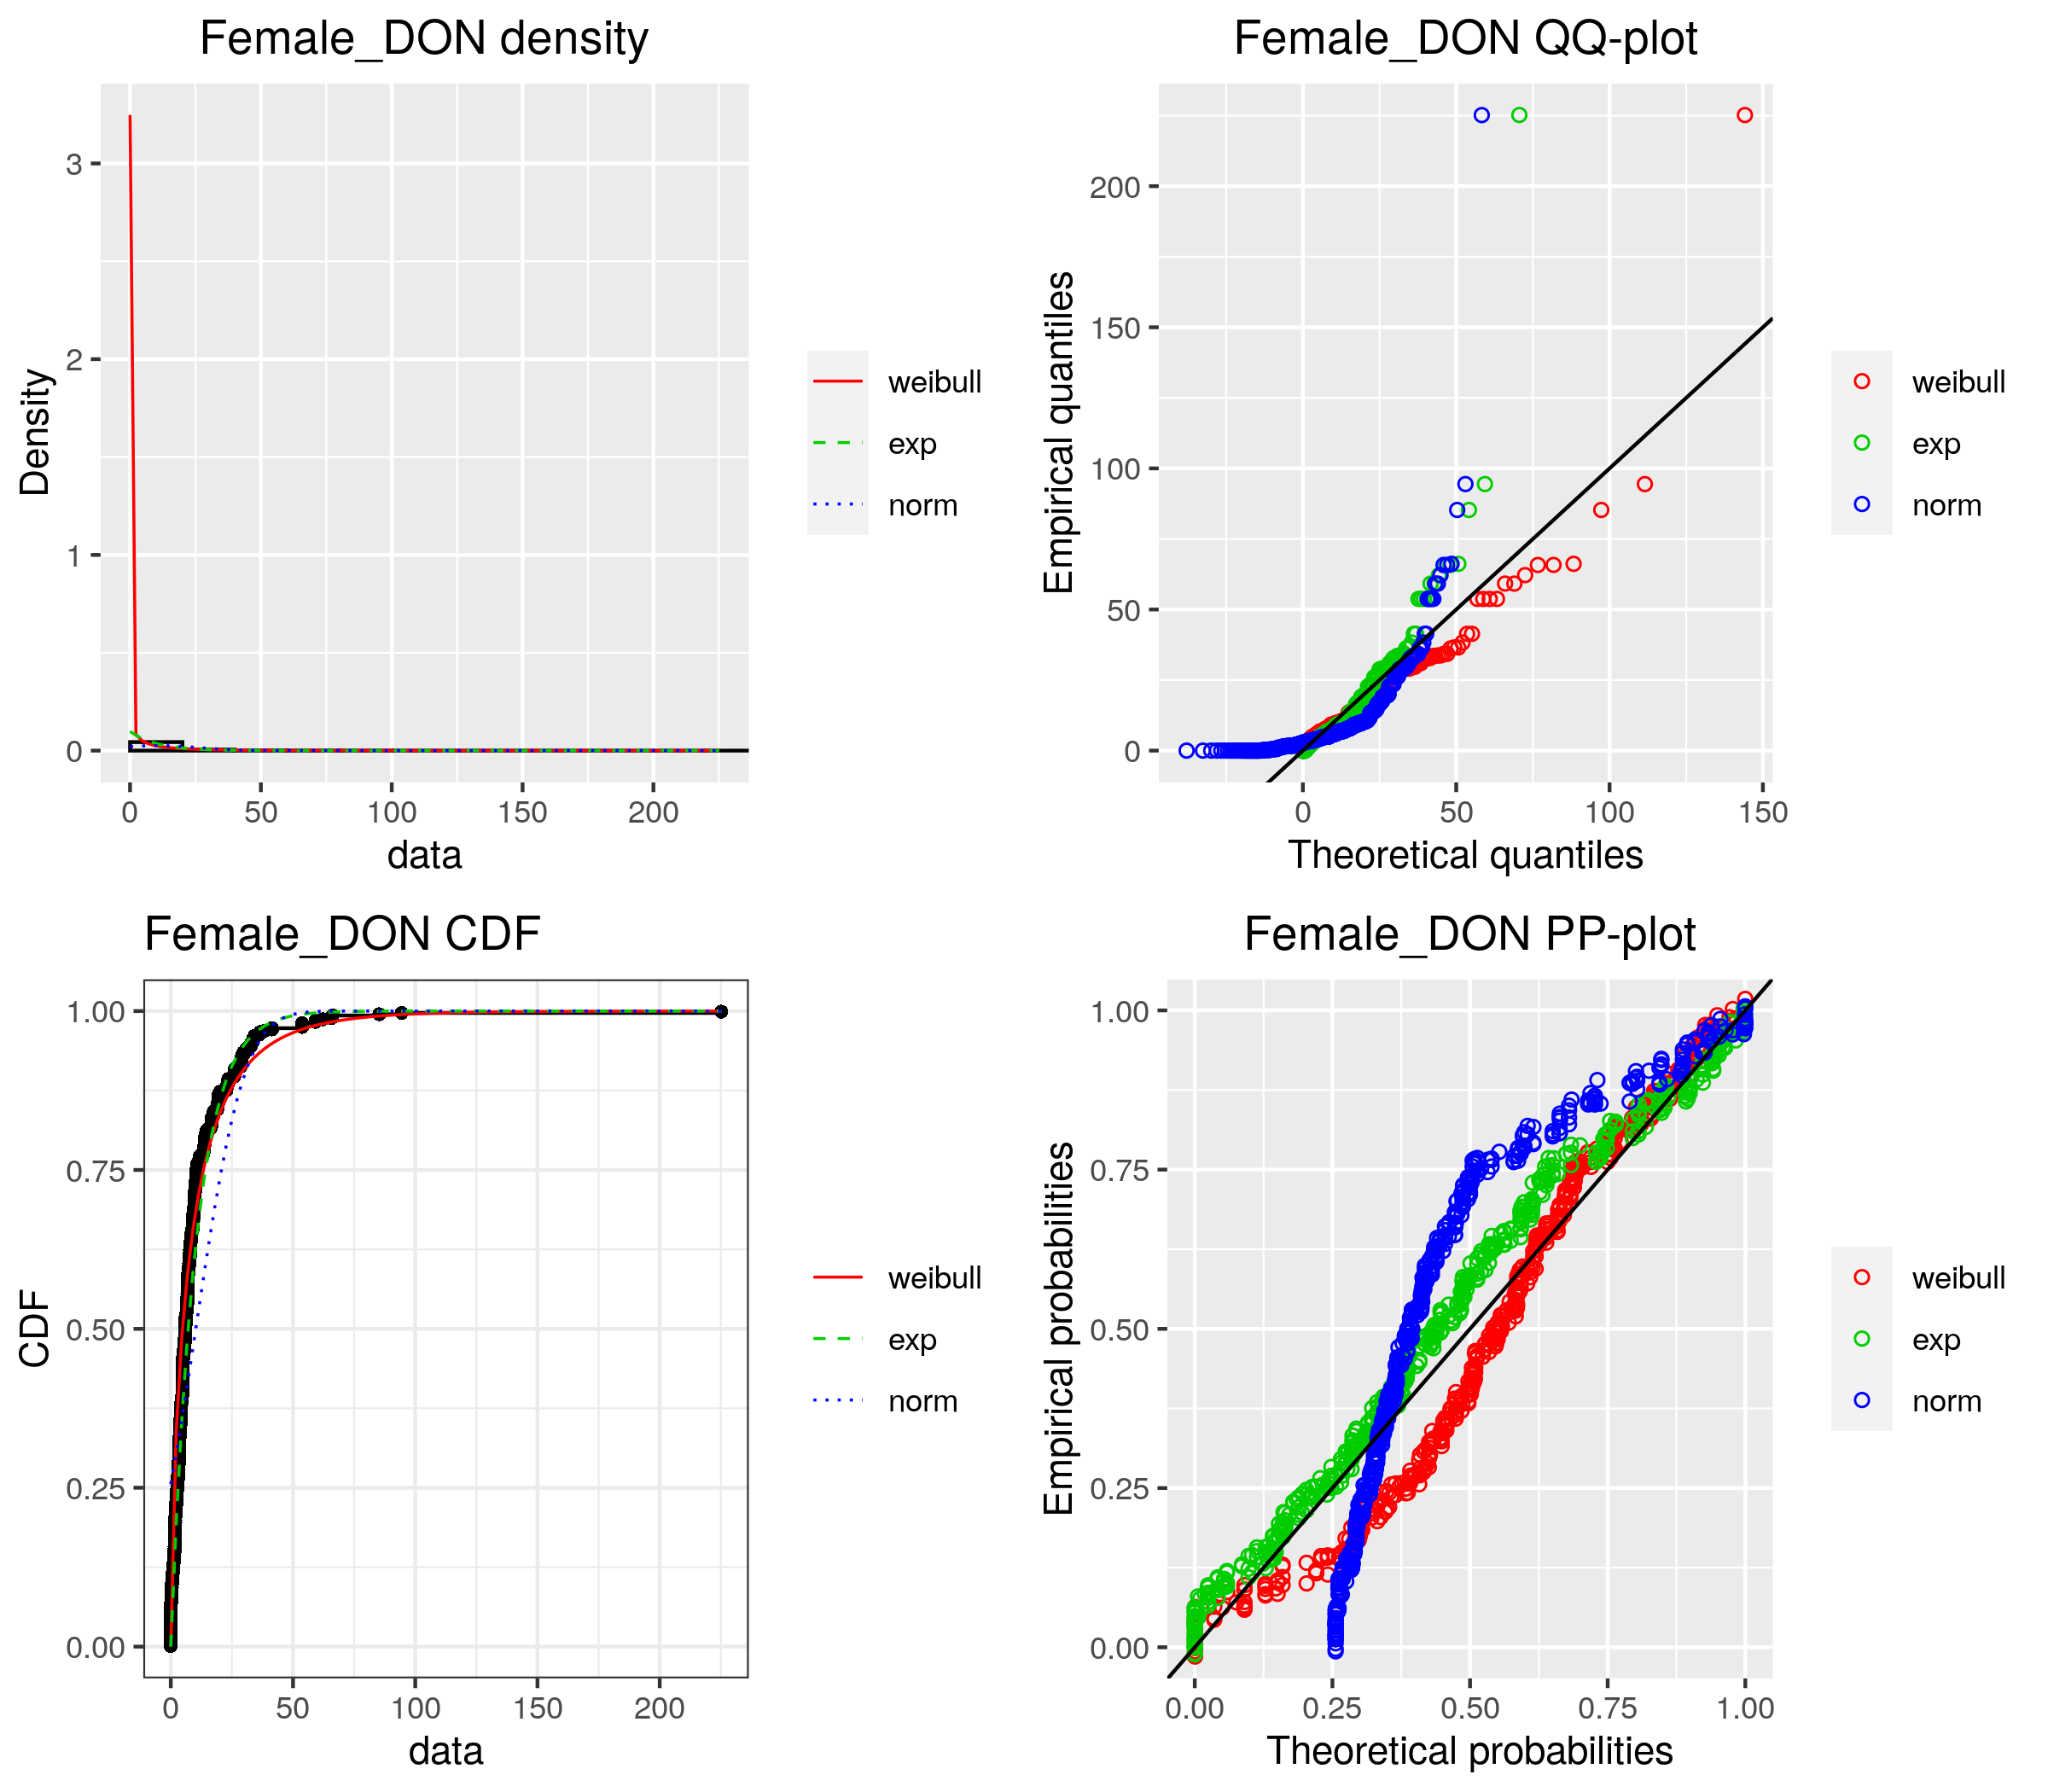 Female_DON density
Density
3
2
1
0
0 50 100 150 200
data
weibull
exp
norm
Female_DON QQ-plot
Empirical quantiles
200
150
100
50
0
0 50 100 150
Theoretical quantiles
weibull
exp
norm
Female_DON CDF
CDF
1.00
0.75
0.50
0.25
0.00
0 50 100 150 200
data
weibull
exp
norm
Female_DON PP-plot
Empirical probabilities
1.00
0.75
0.50
0.25
0.00
0.00 0.25 0.50 0.75 1.00
Theoretical probabilities
weibull
exp
norm